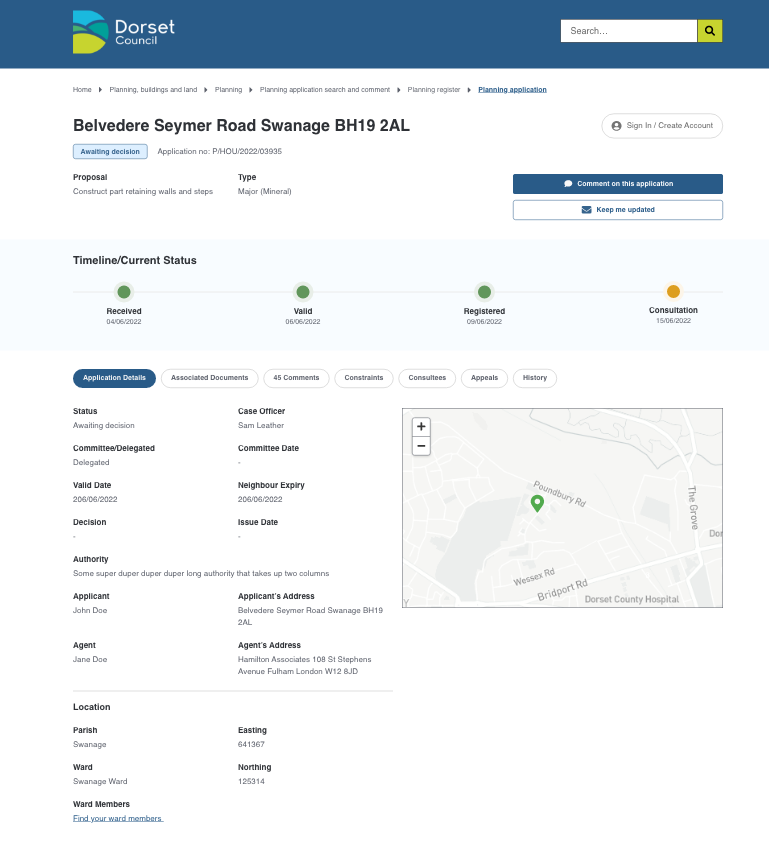 Dorset
Council
Search...
Home Planning, buildings and land Planning Planning application search and comment Planning register Planning application
Belvedere Seymer Road Swanage BH19 2AL
Sign In / Create Account
Awaiting decision Application no: P/HOU/2022/03935
Proposal Type
Construct part retaining walls and steps Major (Mineral)
Comment on this application
Keep me updated
Timeline/Current Status
Received Valid Registered Consultation
04/06/2022 06/06/2022 09/06/2022 15/06/2022
Application Details Associated Documents 45 Comments Constraints Consultees Appeals History
Status Case Officer
Awaiting decision Sam Leather
Committee/Delegated Committee Date
Delegated -
Valid Date Neighbour Expiry
206/06/2022 206/06/2022
Decision Issue Date
- -
Authority
Some super duper duper duper long authority that takes up two columns
Applicant Applicant's Address
John Doe Belvedere Seymer Road Swanage BH19
2AL
Agent Agent's Address
Jane Doe Hamilton Associates 108 St Stephens
Avenue Fulham London W12 8JD
+
−
Poundbury Rd
The Grove
Dor
Wessex Rd
Bridport Rd
Dorset County Hospital
Y
Location
Parish Easting
Swanage 641367
Ward Northing
Swanage Ward 125314
Ward Members
Find your ward members